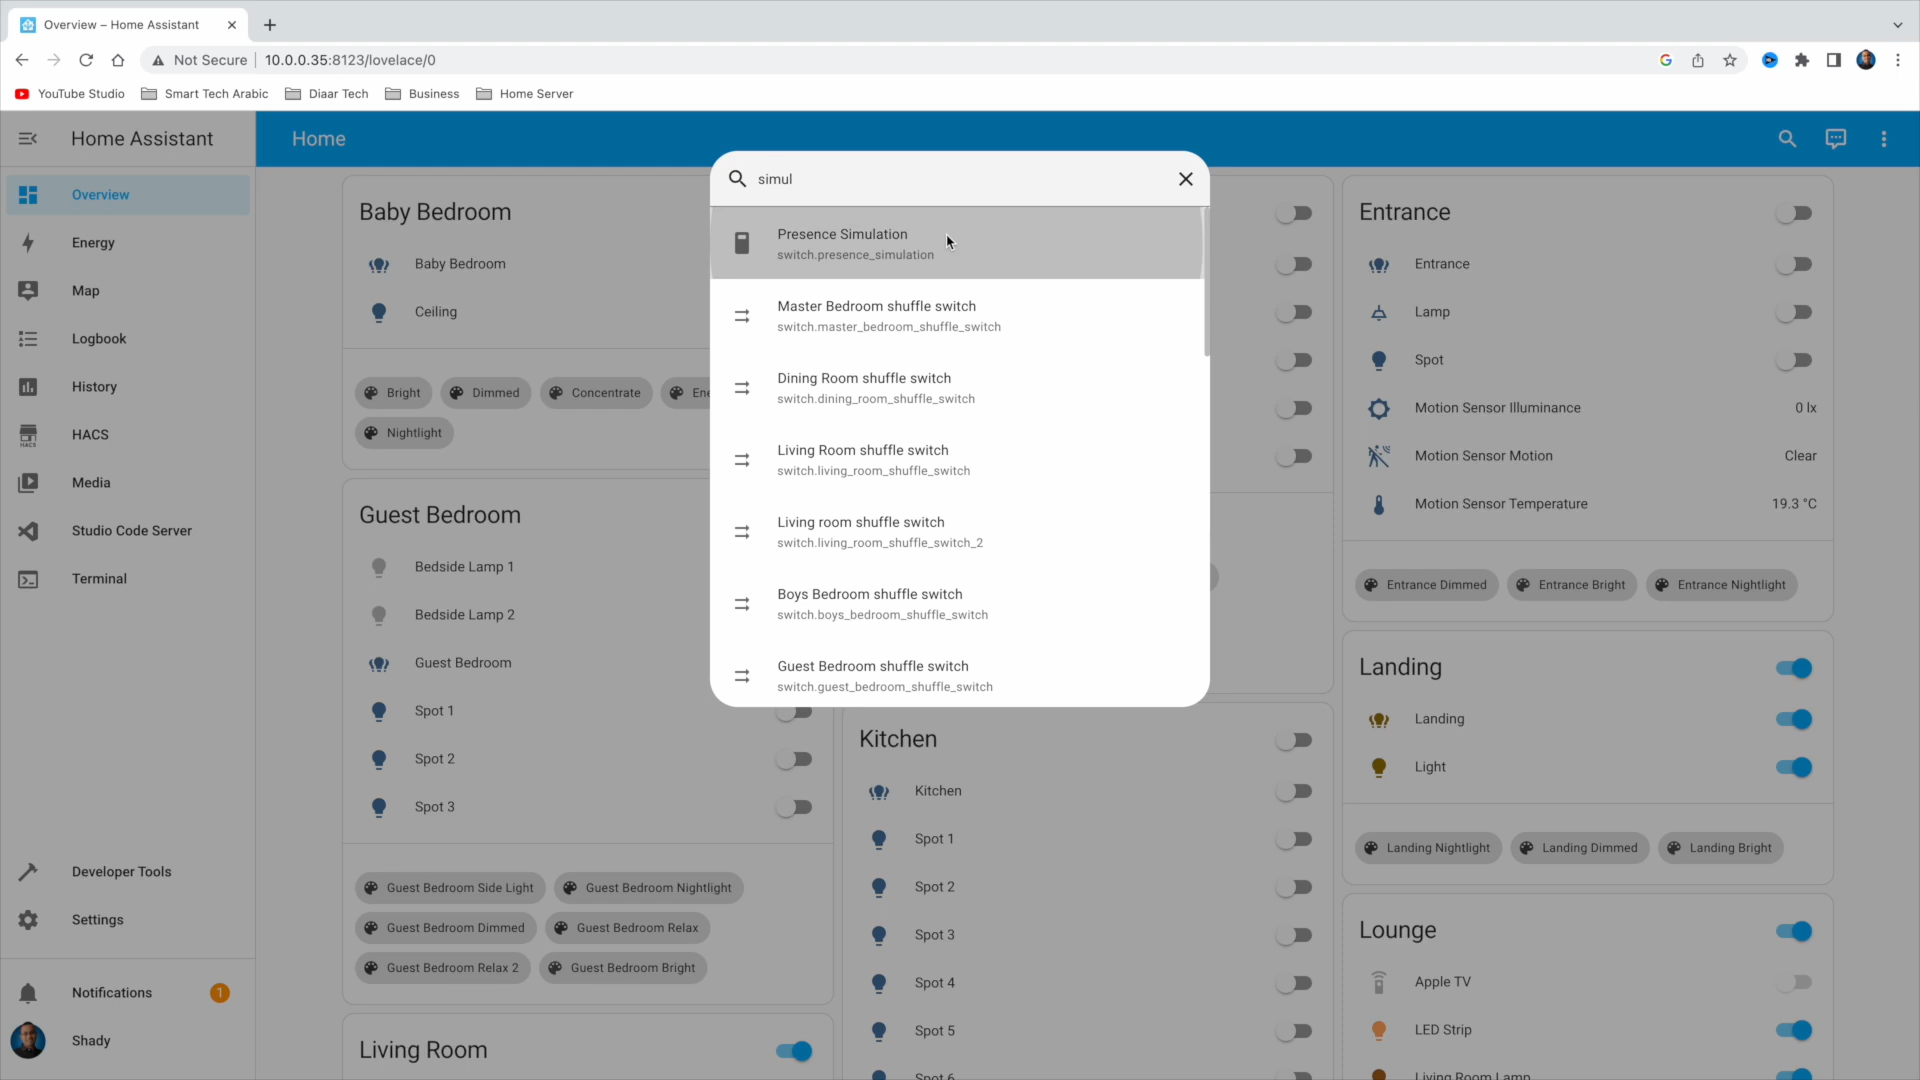 Overview – Home Assistant
Not Secure
10.0.0.35:8123/lovelace/0
YouTube Studio
Smart Tech Arabic
Diaar Tech
Business
Home Server
Home Assistant
Home
Overview
Energy
Map
Logbook
History
HACS
HACS
Media
Studio Code Server
Terminal
Developer Tools
Settings
Notifications
1
Shady
Baby Bedroom
Baby Bedroom
Ceiling
Bright
Dimmed
Concentrate
Ene
Nightlight
Guest Bedroom
Bedside Lamp 1
Bedside Lamp 2
Guest Bedroom
Spot 1
Spot 2
Spot 3
Guest Bedroom Side Light
Guest Bedroom Nightlight
Guest Bedroom Dimmed
Guest Bedroom Relax
Guest Bedroom Relax 2
Guest Bedroom Bright
Living Room
simul
Presence Simulation
switch.presence_simulation
Master Bedroom shuffle switch
switch.master_bedroom_shuffle_switch
Dining Room shuffle switch
switch.dining_room_shuffle_switch
Living Room shuffle switch
switch.living_room_shuffle_switch
Living room shuffle switch
switch.living_room_shuffle_switch_2
Boys Bedroom shuffle switch
switch.boys_bedroom_shuffle_switch
Guest Bedroom shuffle switch
switch.guest_bedroom_shuffle_switch
Kitchen
Kitchen
Spot 1
Spot 2
Spot 3
Spot 4
Spot 5
Spot 6
Entrance
Entrance
Lamp
Spot
Motion Sensor Illuminance
0 lx
Motion Sensor Motion
Clear
Motion Sensor Temperature
19.3 °C
Entrance Dimmed
Entrance Bright
Entrance Nightlight
Landing
Landing
Light
Landing Nightlight
Landing Dimmed
Landing Bright
Lounge
Apple TV
LED Strip
Living Room Lamp